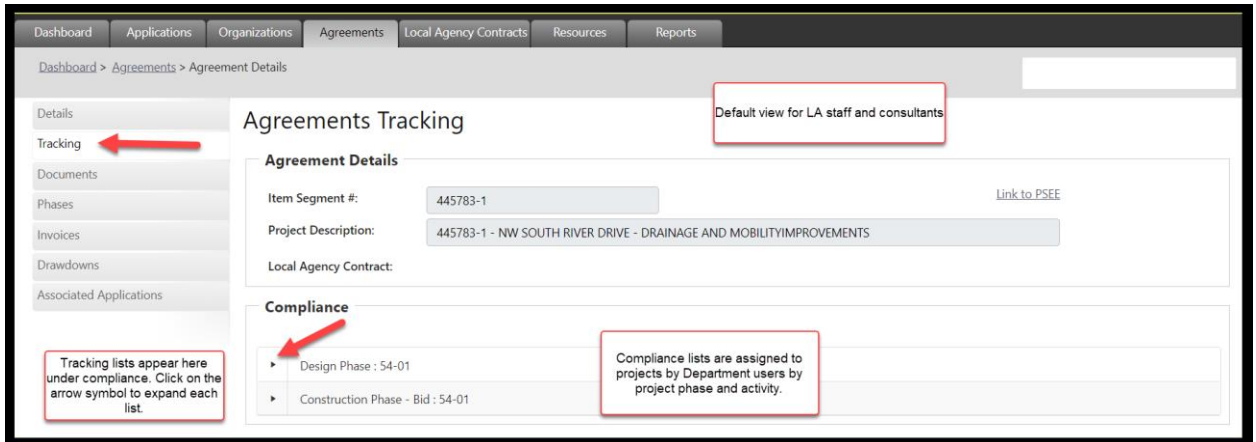 Dashboard Applications Organizations Agreements Local Agency Contracts Resources Reports
Dashboard > Agreements > Agreement Details
Details
Tracking
Documents
Phases
Invoices
Drawdowns
Associated Applications
Tracking lists appear here
under compliance. Click on the
arrow symbol to expand each
list.
Agreements Tracking
Default view for LA staff and consultants
Agreement Details
Item Segment #: 445783-1 Link to PSEE
Project Description: 445783-1 - NW SOUTH RIVER DRIVE - DRAINAGE AND MOBILITYIMPROVEMENTS
Local Agency Contract:
Compliance
Design Phase : 54-01
Construction Phase - Bid : 54-01
Compliance lists are assigned to
projects by Department users by
project phase and activity.